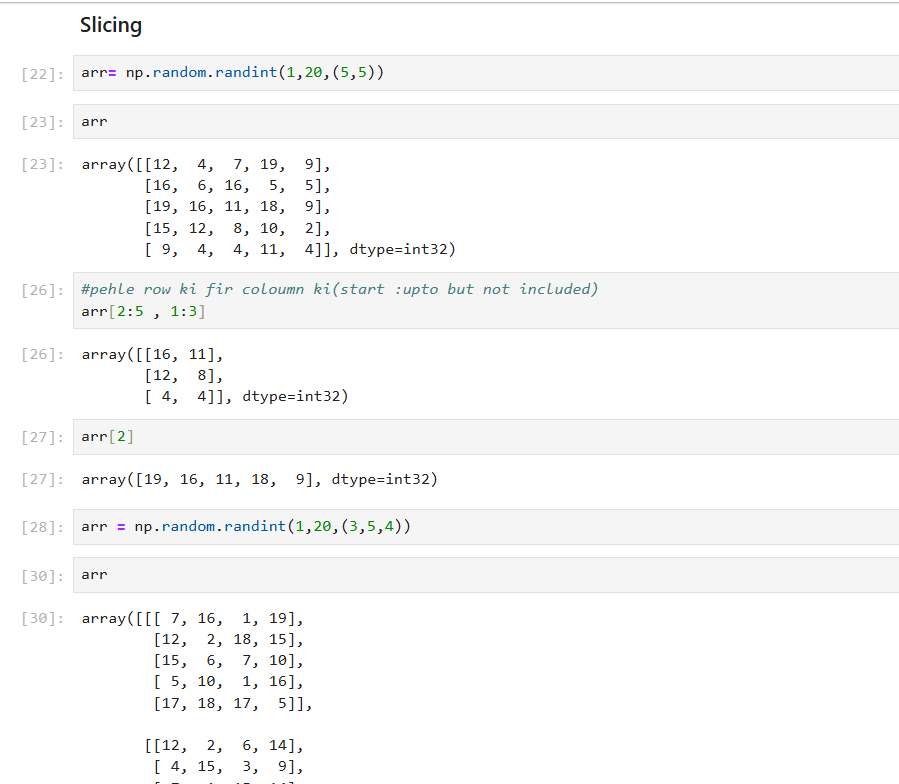 Slicing
[22]: arr= np.random.randint(1,20,(5,5))
[23]: arr
[23]: array([[12,  4,  7, 19,  9],
       [16,  6, 16,  5,  5],
       [19, 16, 11, 18,  9],
       [15, 12,  8, 10,  2],
       [ 9,  4,  4, 11,  4]], dtype=int32)
[26]: #pehle row ki fir coloumn ki(start :upto but not included)
arr[2:5 , 1:3]
[26]: array([[16, 11],
       [12,  8],
       [ 4,  4]], dtype=int32)
[27]: arr[2]
[27]: array([19, 16, 11, 18,  9], dtype=int32)
[28]: arr = np.random.randint(1,20,(3,5,4))
[30]: arr
[30]: array([[[ 7, 16,  1, 19],
        [12,  2, 18, 15],
        [15,  6,  7, 10],
        [ 5, 10,  1, 16],
        [17, 18, 17,  5]],
       [[12,  2,  6, 14],
        [ 4, 15,  3,  9],